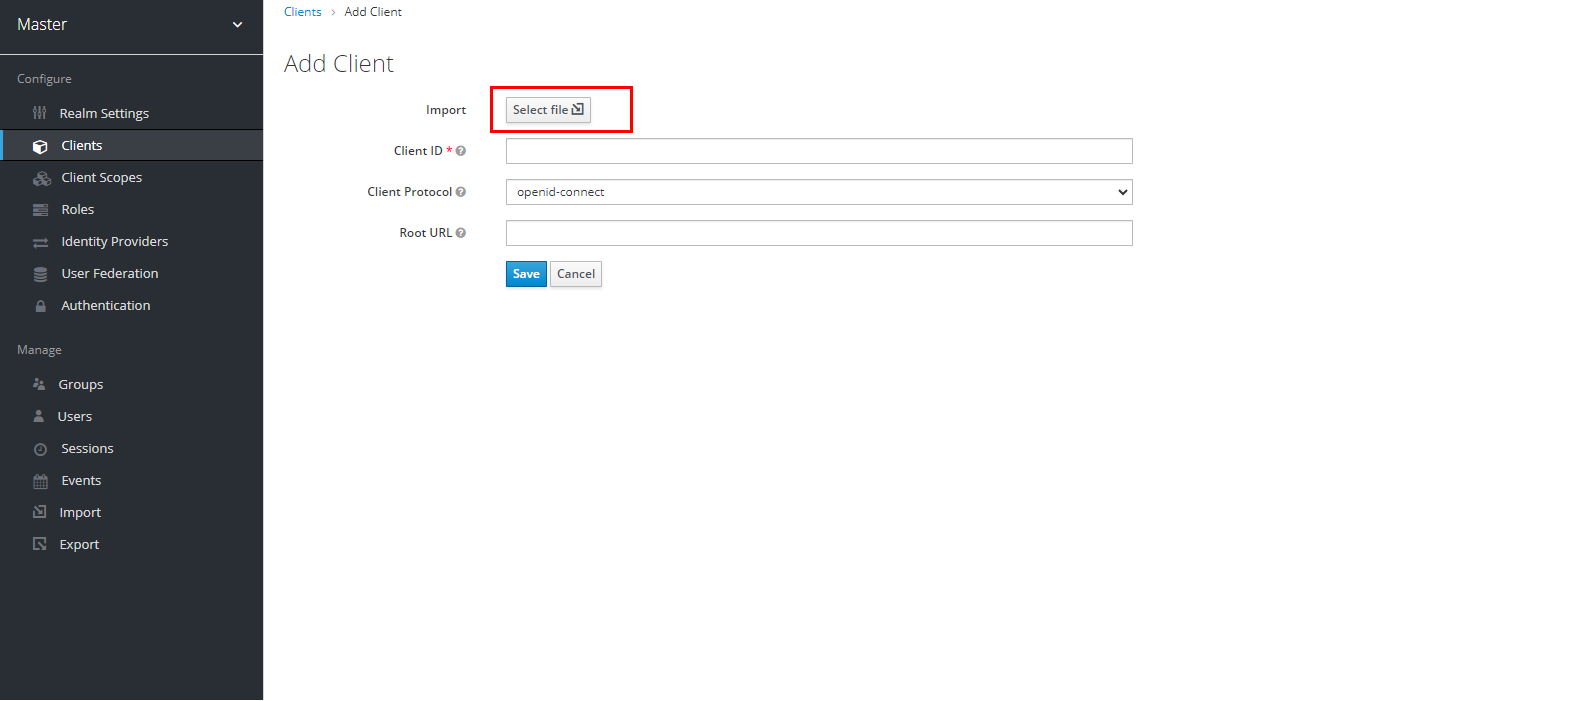 Master
Configure
Realm Settings
Clients
Client Scopes
Roles
Identity Providers
User Federation
Authentication
Manage
Groups
Users
Sessions
Events
Import
Export
Clients › Add Client
Add Client
Import Select file
Client ID *
Client Protocol openid-connect
Root URL
Save Cancel